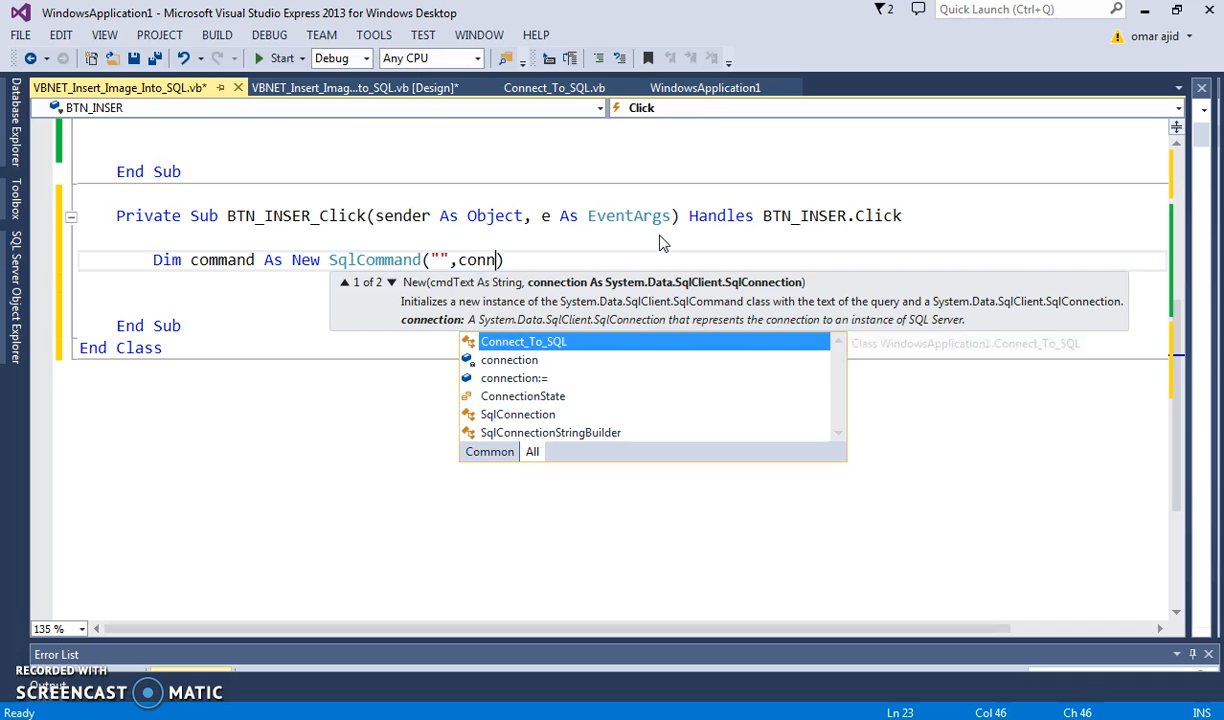 WindowsApplication1 - Microsoft Visual Studio Express 2013 for Windows Desktop
2
Quick Launch (Ctrl+Q)
FILE EDIT VIEW PROJECT BUILD DEBUG TEAM TOOLS TEST WINDOW HELP
omar ajid
Start
Debug
Any CPU
VBNET_Insert_Image_Into_SQL.vb*
VBNET_Insert_Imag...to_SQL.vb [Design]*
Connect_To_SQL.vb
WindowsApplication1
BTN_INSER
Click
Database Explorer
Toolbox
SQL Server Object Explorer
End Sub
Private Sub BTN_INSER_Click(sender As Object, e As EventArgs) Handles BTN_INSER.Click
Dim command As New SqlCommand("",conn)
1 of 2 New(cmdText As String, connection As System.Data.SqlClient.SqlConnection)
Initializes a new instance of the System.Data.SqlClient.SqlCommand class with the text of the query and a System.Data.SqlClient.SqlConnection.
connection: A System.Data.SqlClient.SqlConnection that represents the connection to an instance of SQL Server.
End Sub
End Class
Connect_To_SQL
Class WindowsApplication1.Connect_To_SQL
connection
connection:=
ConnectionState
SqlConnection
SqlConnectionStringBuilder
Common All
135 %
Error List
RECORDED WITH
Output
SCREENCAST MATIC
Ready
Ln 23
Col 46
Ch 46
INS